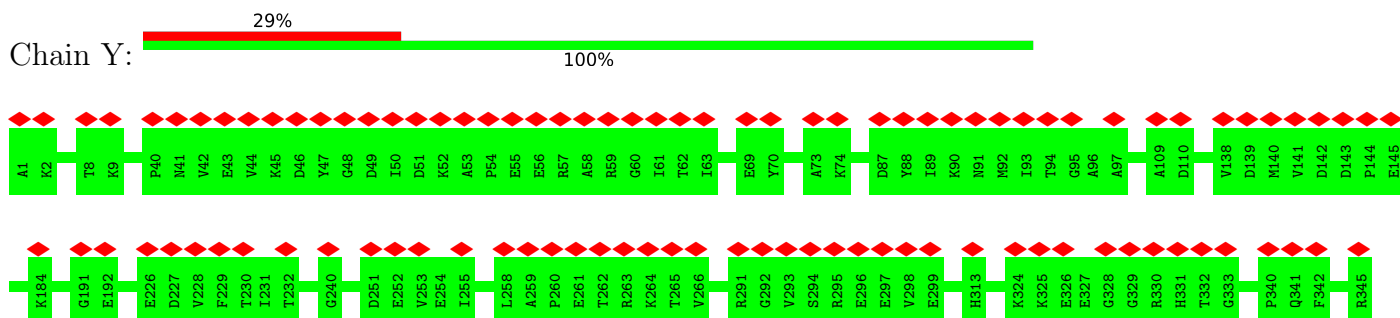 29%
Chain Y:
100%
A1 K2 T8 K9 P40 N41 V42 E43 V44 K45 D46 Y47 G48 D49 I50 D51 K52 A53 P54 E55 E56 R57 A58 R59 G60 I61 T62 I63 E69 Y70 A73 K74 D87 Y88 I89 K90 N91 M92 I93 T94 G95 A96 A97 A109 D110 V138 D139 M140 V141 D142 D143 P144 E145
K184 G191 E192 E226 D227 V228 F229 T230 I231 T232 G240 D251 E252 V253 E254 I255 L258 A259 P260 E261 T262 R263 K264 T265 V266 R291 G292 V293 S294 R295 E296 E297 V298 E299 H313 K324 K325 E326 E327 G328 G329 R330 H331 T332 G333 P340 Q341 F342 R345